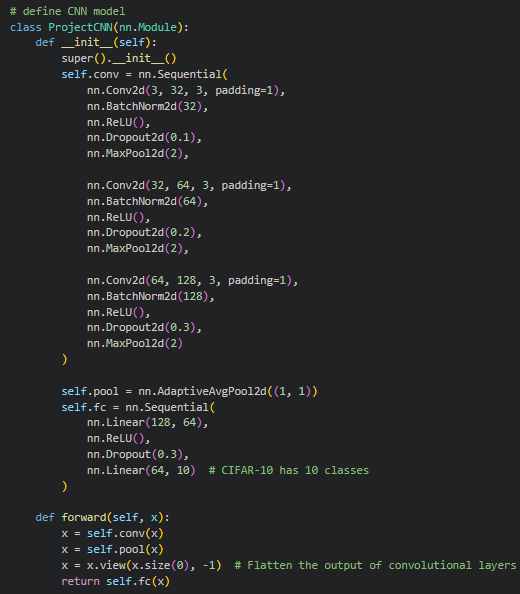 # define CNN model
class ProjectCNN(nn.Module):
    def __init__(self):
        super().__init__()
        self.conv = nn.Sequential(
            nn.Conv2d(3, 32, 3, padding=1),
            nn.BatchNorm2d(32),
            nn.ReLU(),
            nn.Dropout2d(0.1),
            nn.MaxPool2d(2),

            nn.Conv2d(32, 64, 3, padding=1),
            nn.BatchNorm2d(64),
            nn.ReLU(),
            nn.Dropout2d(0.2),
            nn.MaxPool2d(2),

            nn.Conv2d(64, 128, 3, padding=1),
            nn.BatchNorm2d(128),
            nn.ReLU(),
            nn.Dropout2d(0.3),
            nn.MaxPool2d(2)
        )

        self.pool = nn.AdaptiveAvgPool2d((1, 1))
        self.fc = nn.Sequential(
            nn.Linear(128, 64),
            nn.ReLU(),
            nn.Dropout(0.3),
            nn.Linear(64, 10)  # CIFAR-10 has 10 classes
        )

    def forward(self, x):
        x = self.conv(x)
        x = self.pool(x)
        x = x.view(x.size(0), -1)  # Flatten the output of convolutional layers
        return self.fc(x)